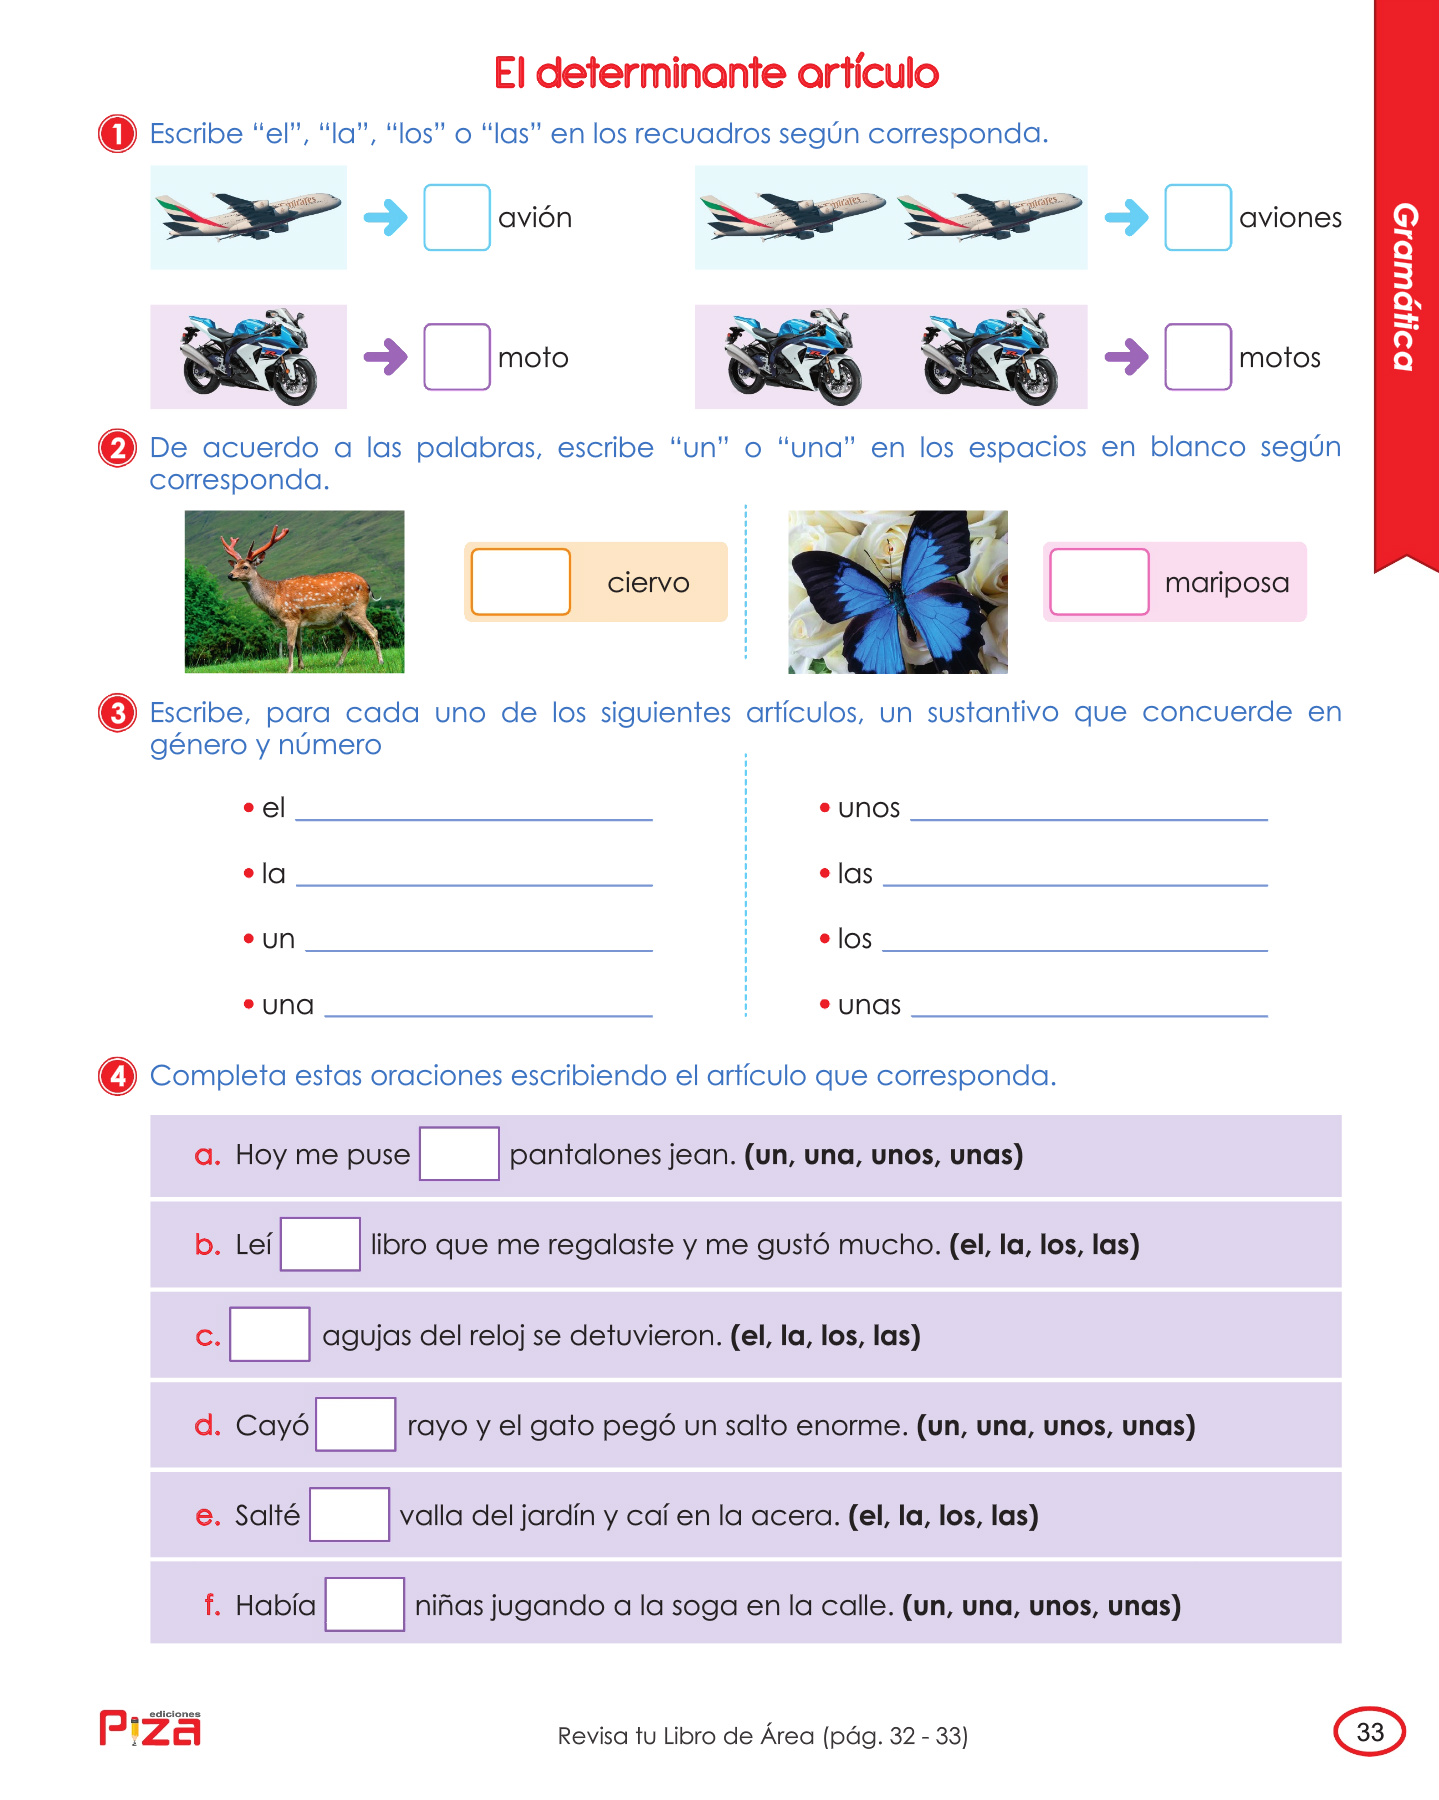 El determinante artículo
1 Escribe “el”, “la”, “los” o “las” en los recuadros según corresponda.
Emirates
avión
Emirates Emirates
aviones
moto
motos
2 De acuerdo a las palabras, escribe “un” o “una” en los espacios en blanco según
corresponda.
ciervo
mariposa
3 Escribe, para cada uno de los siguientes artículos, un sustantivo que concuerde en
género y número
• el
• la
• un
• una
• unos
• las
• los
• unas
4 Completa estas oraciones escribiendo el artículo que corresponda.
a. Hoy me puse pantalones jean. (un, una, unos, unas)
b. Leí libro que me regalaste y me gustó mucho. (el, la, los, las)
c. agujas del reloj se detuvieron. (el, la, los, las)
d. Cayó rayo y el gato pegó un salto enorme. (un, una, unos, unas)
e. Salté valla del jardín y caí en la acera. (el, la, los, las)
f. Había niñas jugando a la soga en la calle. (un, una, unos, unas)
Gramática
ediciones
Piza
Revisa tu Libro de Área (pág. 32 - 33)
33